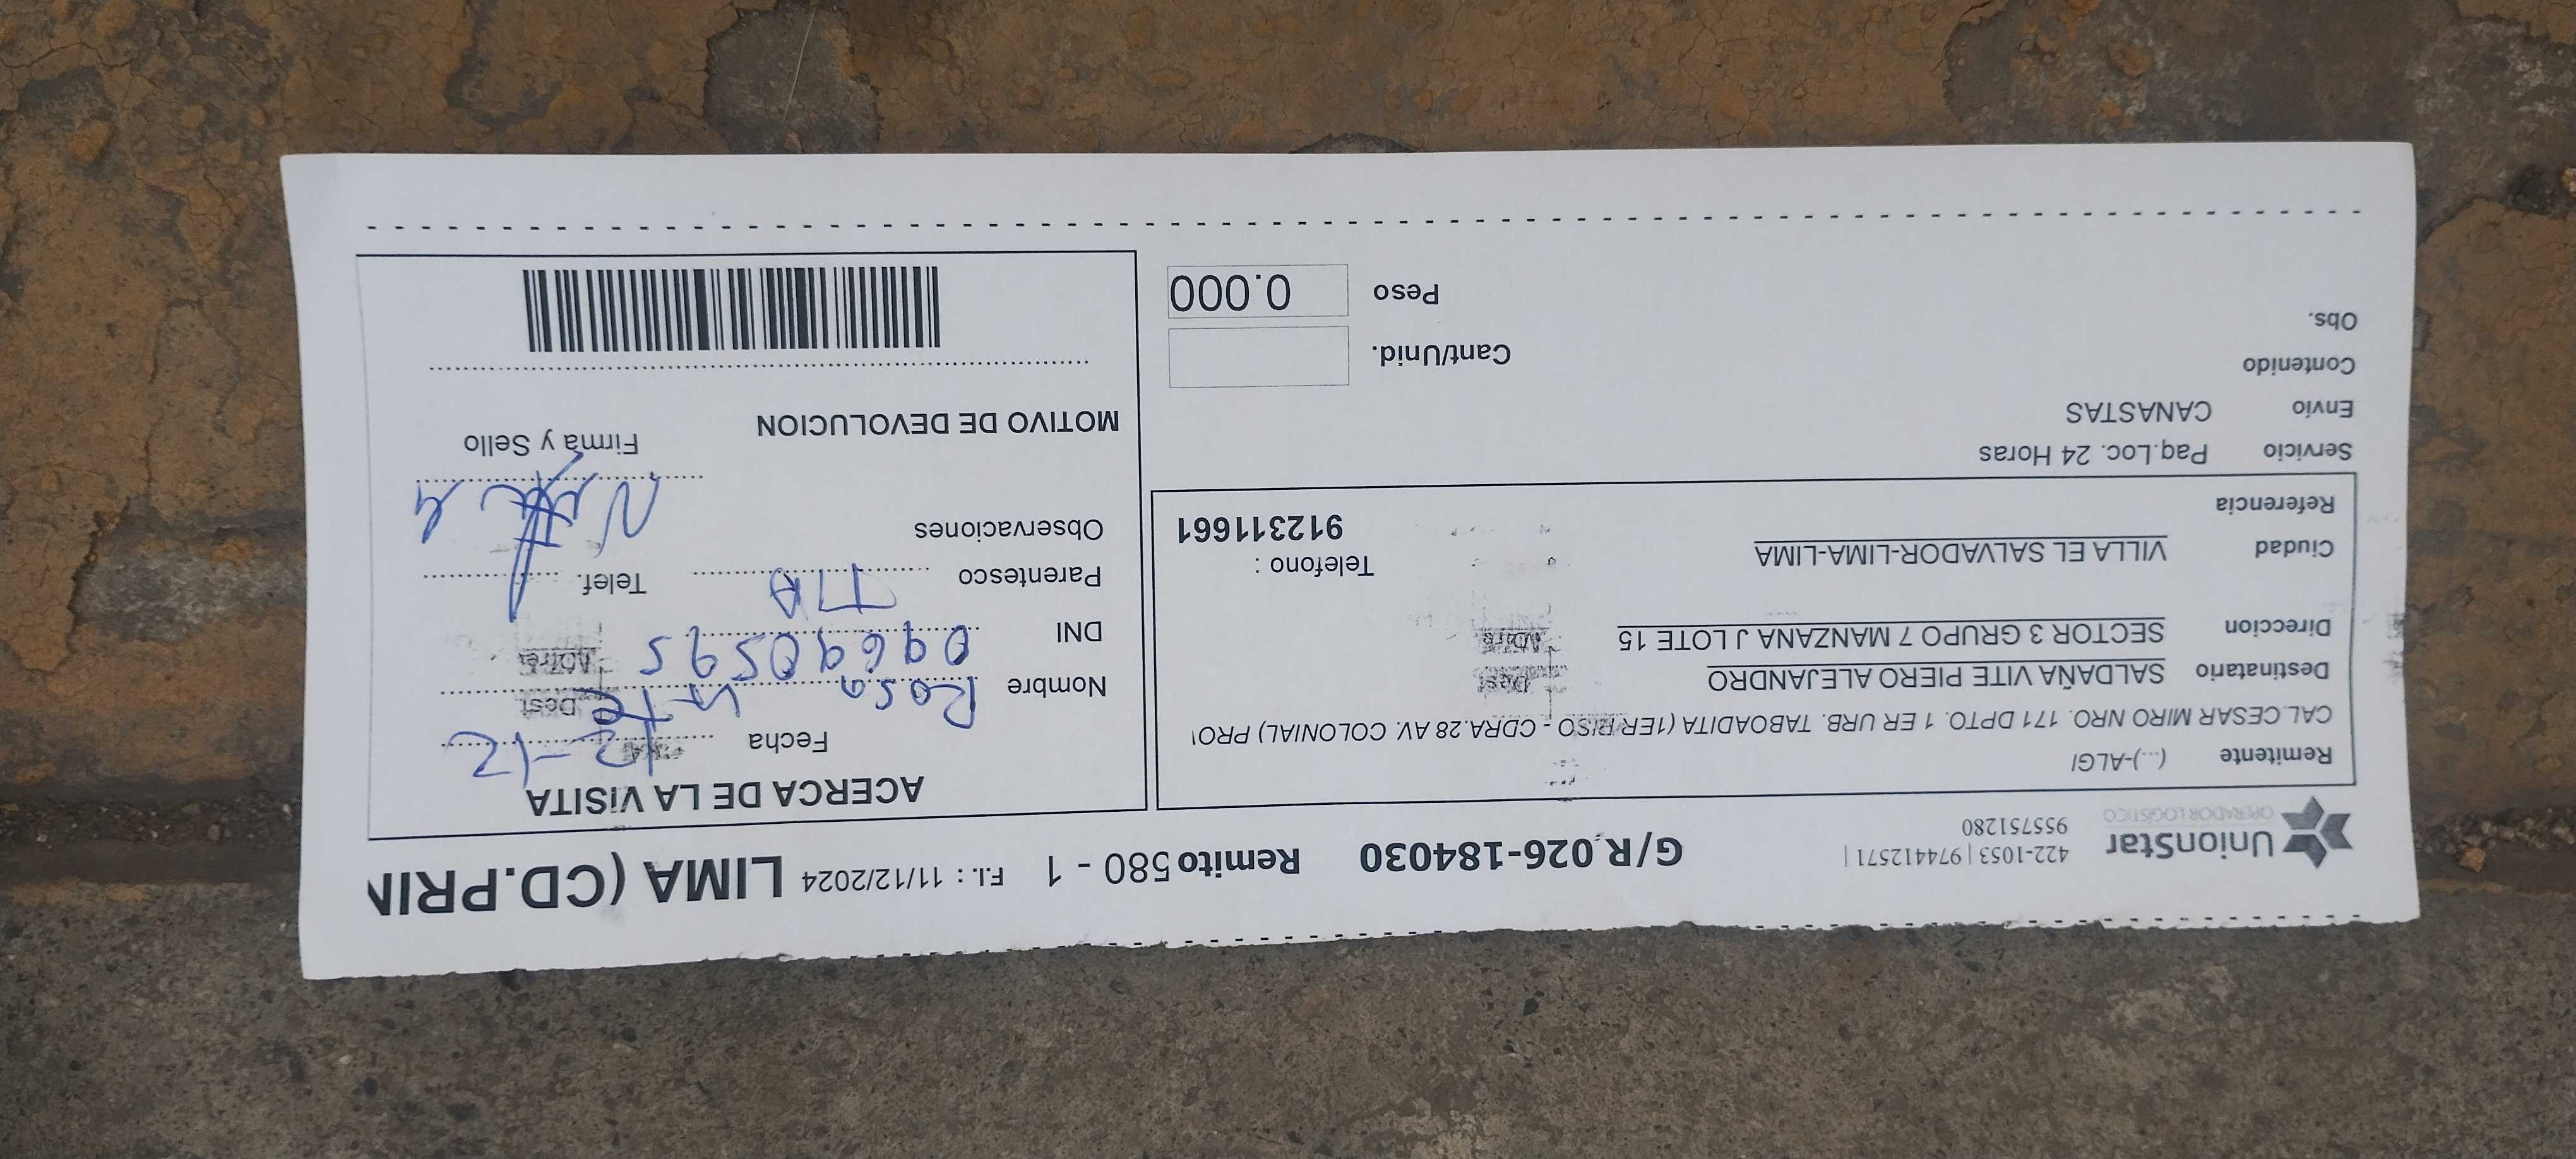 UnionStar
OPERADOR LOGISTICO
422-1053 | 974412571 |
955751280
G/R.026-184030
Remito 580 - 1
F.I. : 11/12/2024
LIMA (CD.PRIN
Remitente (...)-ALGI
CAL.CESAR MIRO NRO. 171 DPTO. 1 ER URB. TABOADITA (1ER PISO - CDRA.28 AV. COLONIAL) PRO
Destinatario SALDAÑA VITE PIERO ALEJANDRO
Dest
Direccion SECTOR 3 GRUPO 7 MANZANA J LOTE 15
Ciudad VILLA EL SALVADOR-LIMA-LIMA
Telefono :
912311661
Referencia
Servicio Paq.Loc. 24 Horas
Envío CANASTAS
Contenido
Obs.
Cant/Unid.
Peso 0.000
ACERCA DE LA VISITA
Fecha 12-12
Nombre Rosa Vite
Dest
DNI 09690595
Parentesco TIA
Telef.
Observaciones
Firma y Sello
MOTIVO DE DEVOLUCION